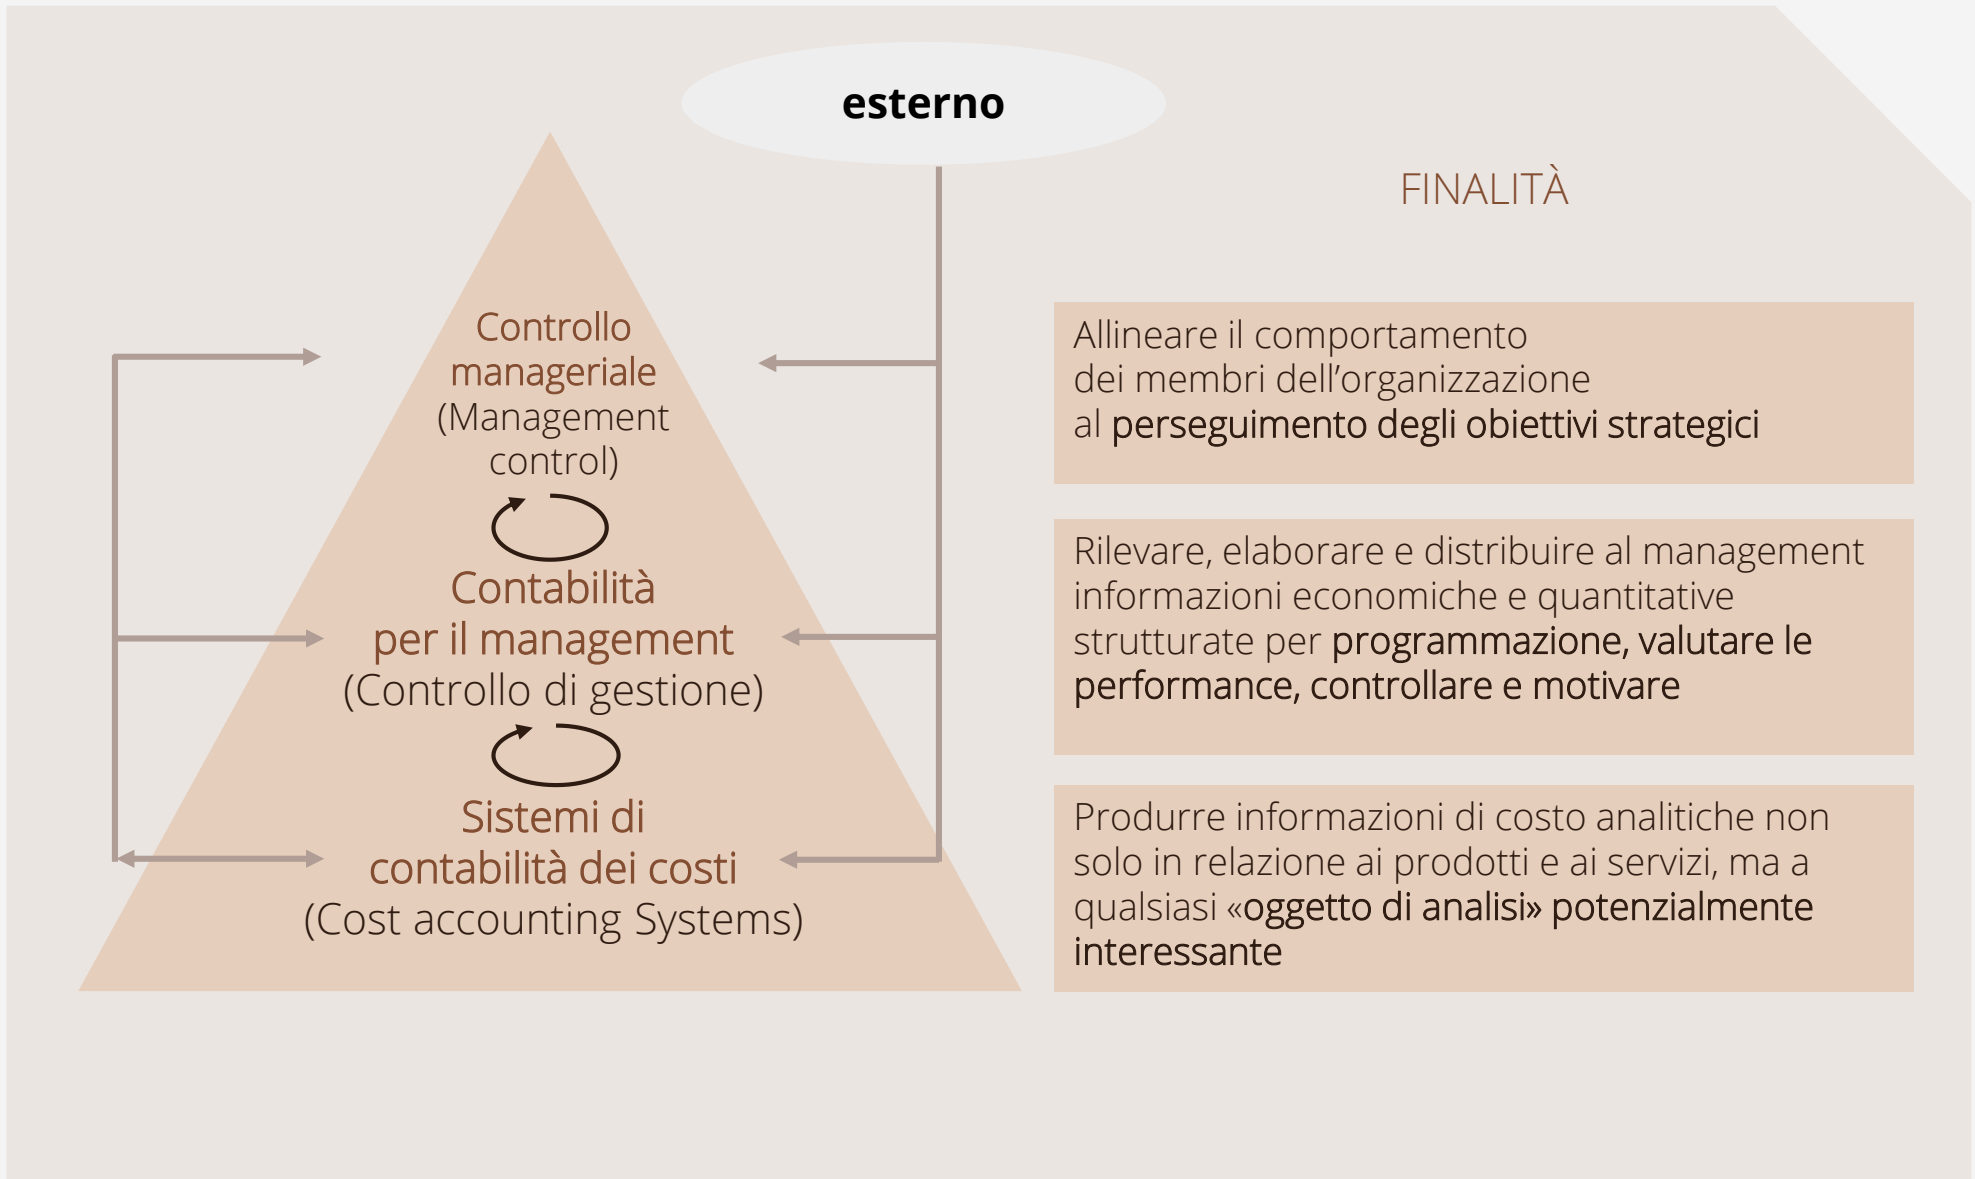 esterno
FINALITÀ
Controllo
manageriale
(Management
control)
Contabilità
per il management
(Controllo di gestione)
Sistemi di
contabilità dei costi
(Cost accounting Systems)
Allineare il comportamento
dei membri dell’organizzazione
al perseguimento degli obiettivi strategici
Rilevare, elaborare e distribuire al management
informazioni economiche e quantitative
strutturate per programmazione, valutare le
performance, controllare e motivare
Produrre informazioni di costo analitiche non
solo in relazione ai prodotti e ai servizi, ma a
qualsiasi «oggetto di analisi» potenzialmente
interessante